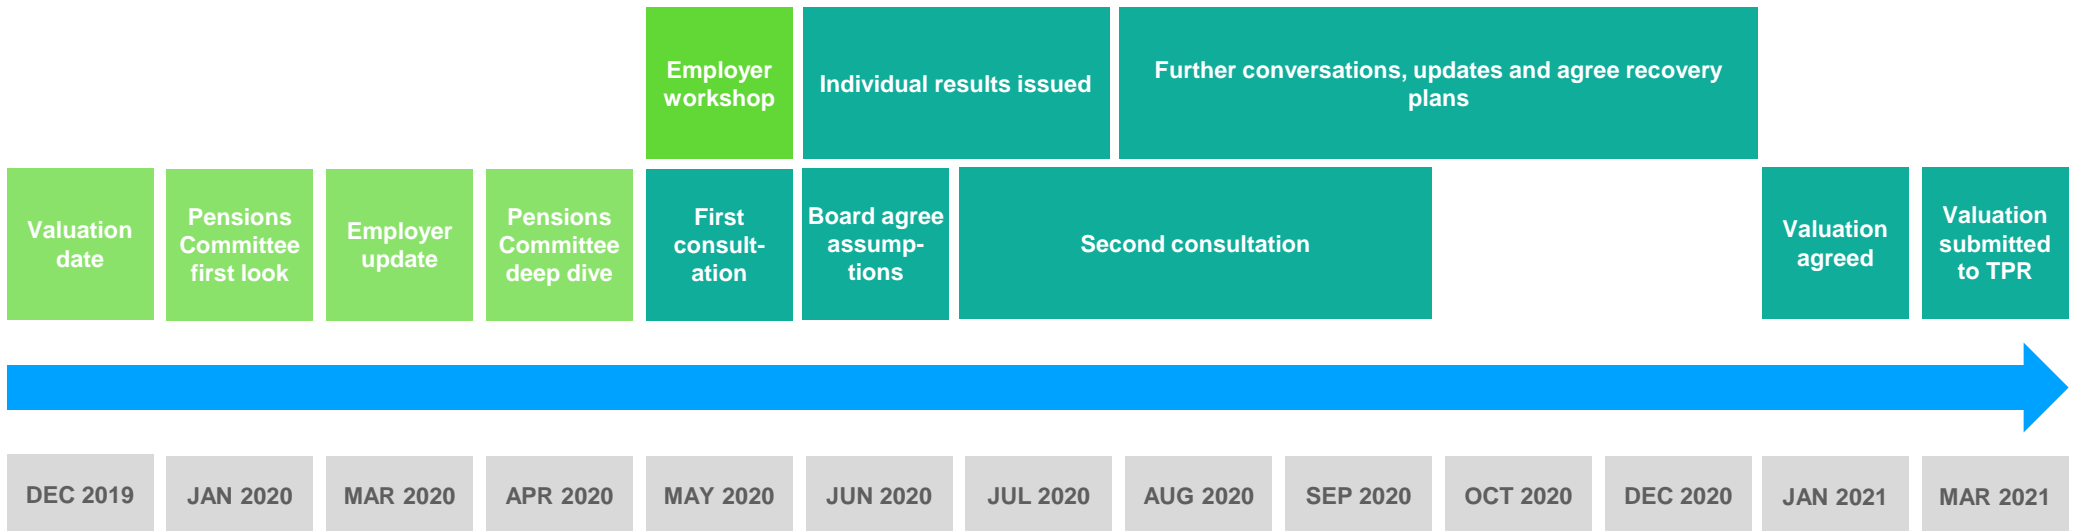 Employer
workshop
Individual results issued
Further conversations, updates and agree recovery
plans
Valuation
date
Pensions
Committee
first look
Employer
update
Pensions
Committee
deep dive
First
consult-
ation
Board agree
assump-
tions
Second consultation
Valuation
agreed
Valuation
submitted
to TPR
DEC 2019
JAN 2020
MAR 2020
APR 2020
MAY 2020
JUN 2020
JUL 2020
AUG 2020
SEP 2020
OCT 2020
DEC 2020
JAN 2021
MAR 2021